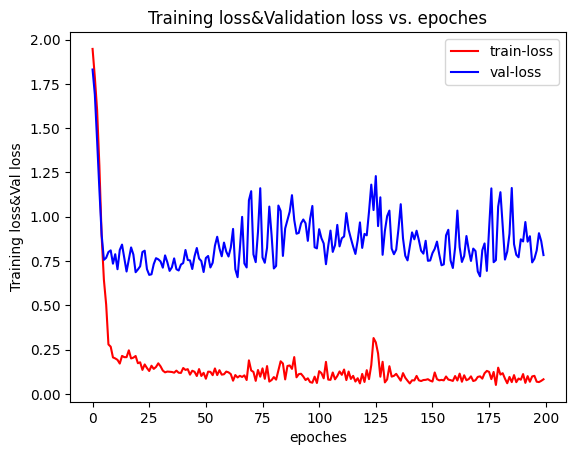 Training loss&Validation loss vs. epoches
train-loss
val-loss
Training loss&Val loss
2.00
1.75
1.50
1.25
1.00
0.75
0.50
0.25
0.00
0 25 50 75 100 125 150 175 200
epoches